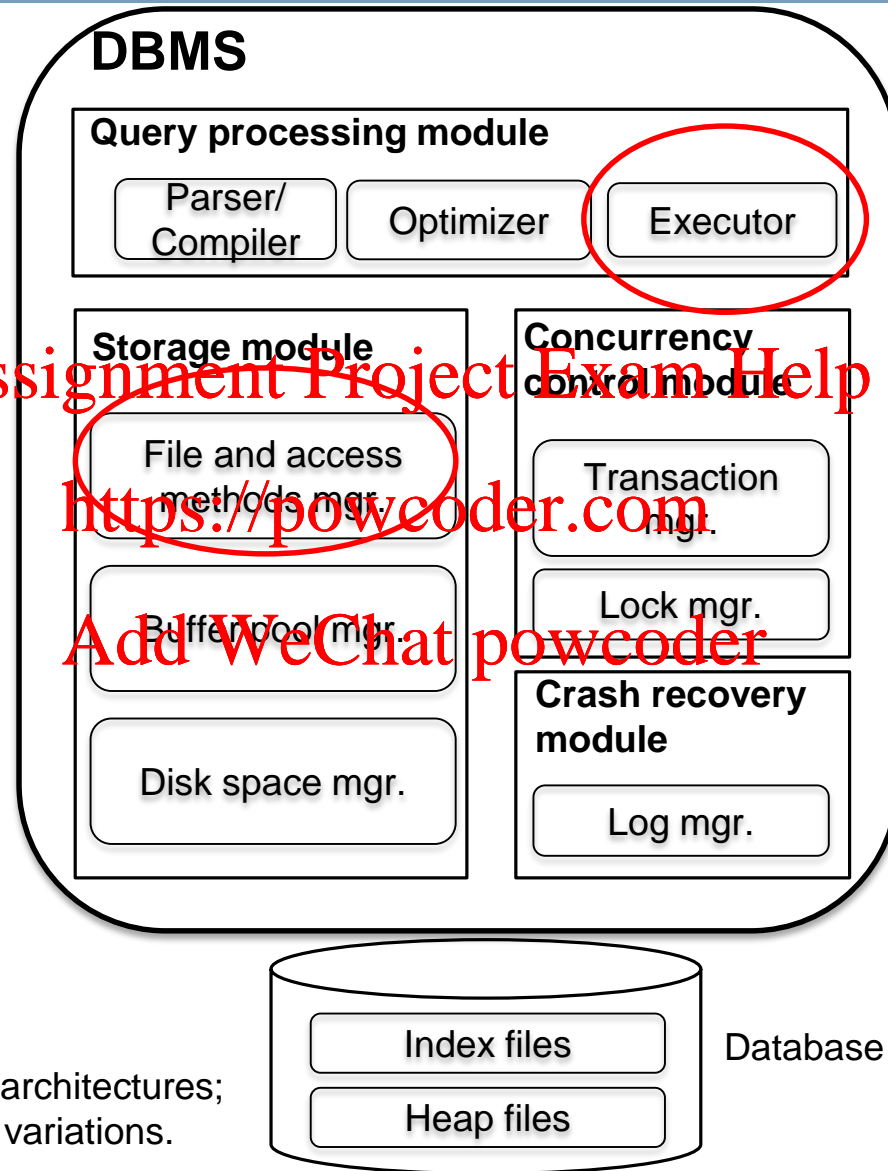 DBMS
Query processing module
Parser/
Compiler
Optimizer
Executor
Storage module
Concurrency
control module
ssignment Project Exam Help
File and access
methods mgr.
Transaction
mgr.
https://powcoder.com
Buffer pool mgr.
Lock mgr.
Add WeChat powcoder
Crash recovery
module
Disk space mgr.
Log mgr.
Index files
Database
architectures;
Heap files
variations.